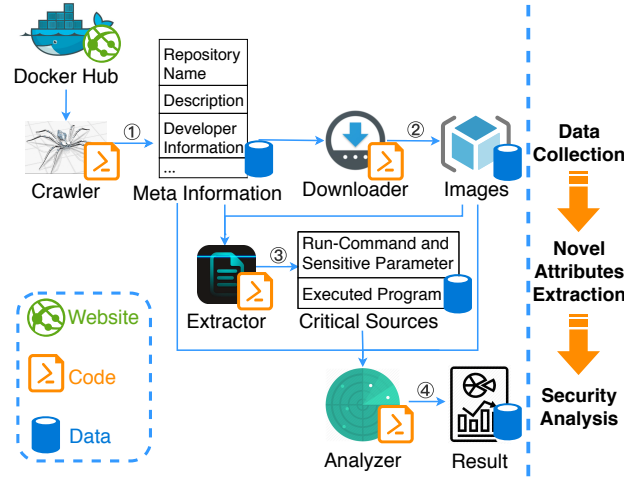 Docker Hub
Crawler
①
Repository
Name
Description
Developer
Information
...
Meta Information
Downloader
②
Images
Extractor
③
Run-Command and
Sensitive Parameter
Executed Program
Critical Sources
Analyzer
④
Result
Website
Code
Data
Data
Collection
Novel
Attributes
Extraction
Security
Analysis